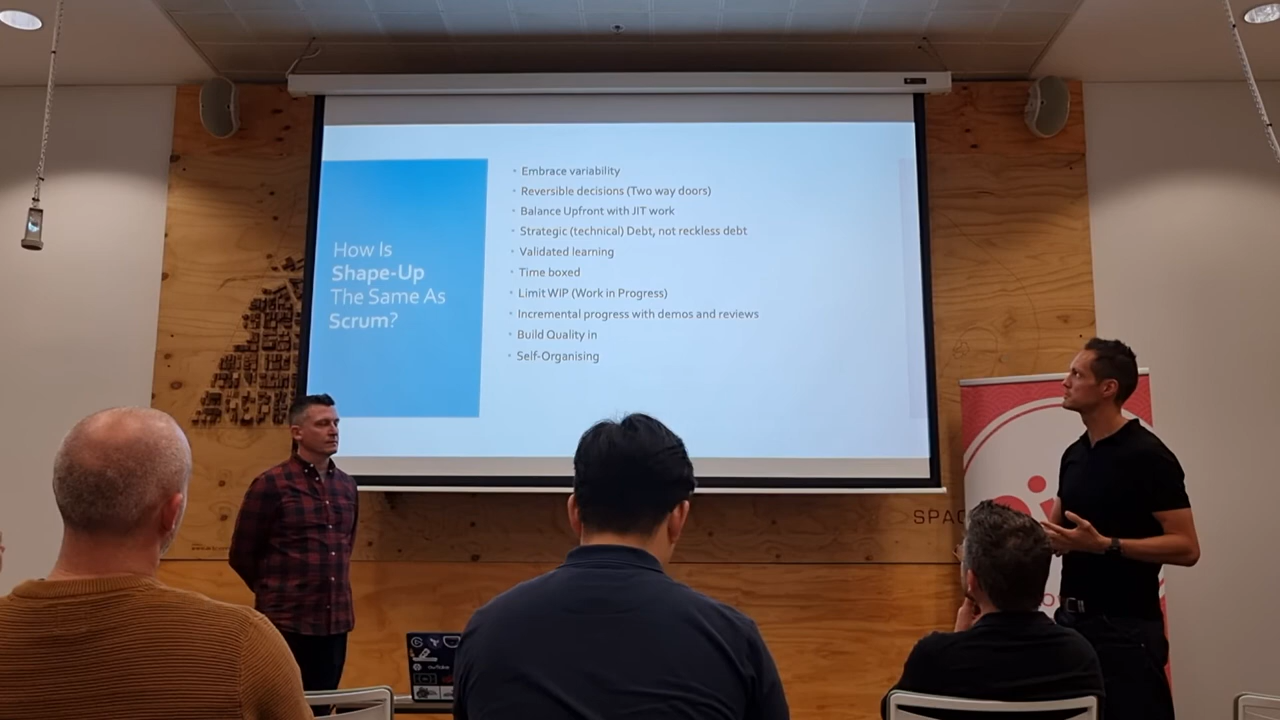 How Is
Shape-Up
The Same As
Scrum?
Embrace variability
Reversible decisions (Two way doors)
Balance Upfront with JIT work
Strategic (technical) Debt, not reckless debt
Validated learning
Time boxed
Limit WIP (Work in Progress)
Incremental progress with demos and reviews
Build Quality in
Self-Organising
SPAC